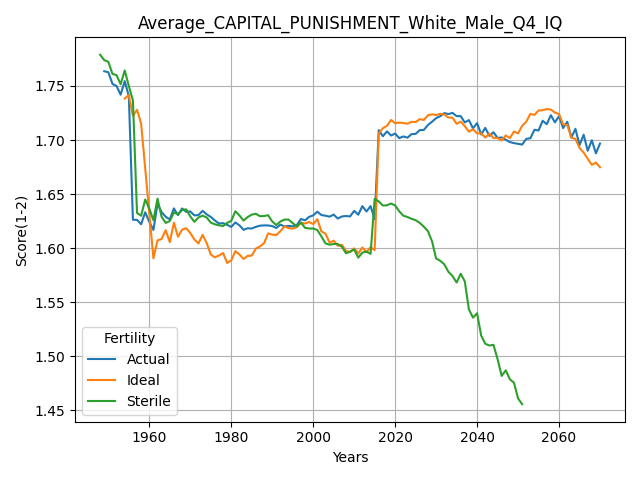 Average_CAPITAL_PUNISHMENT_White_Male_Q4_IQ
Score(1-2)
1.75
1.70
1.65
1.60
1.55
1.50
1.45
Fertility
Actual
Ideal
Sterile
1960 1980 2000 2020 2040 2060
Years